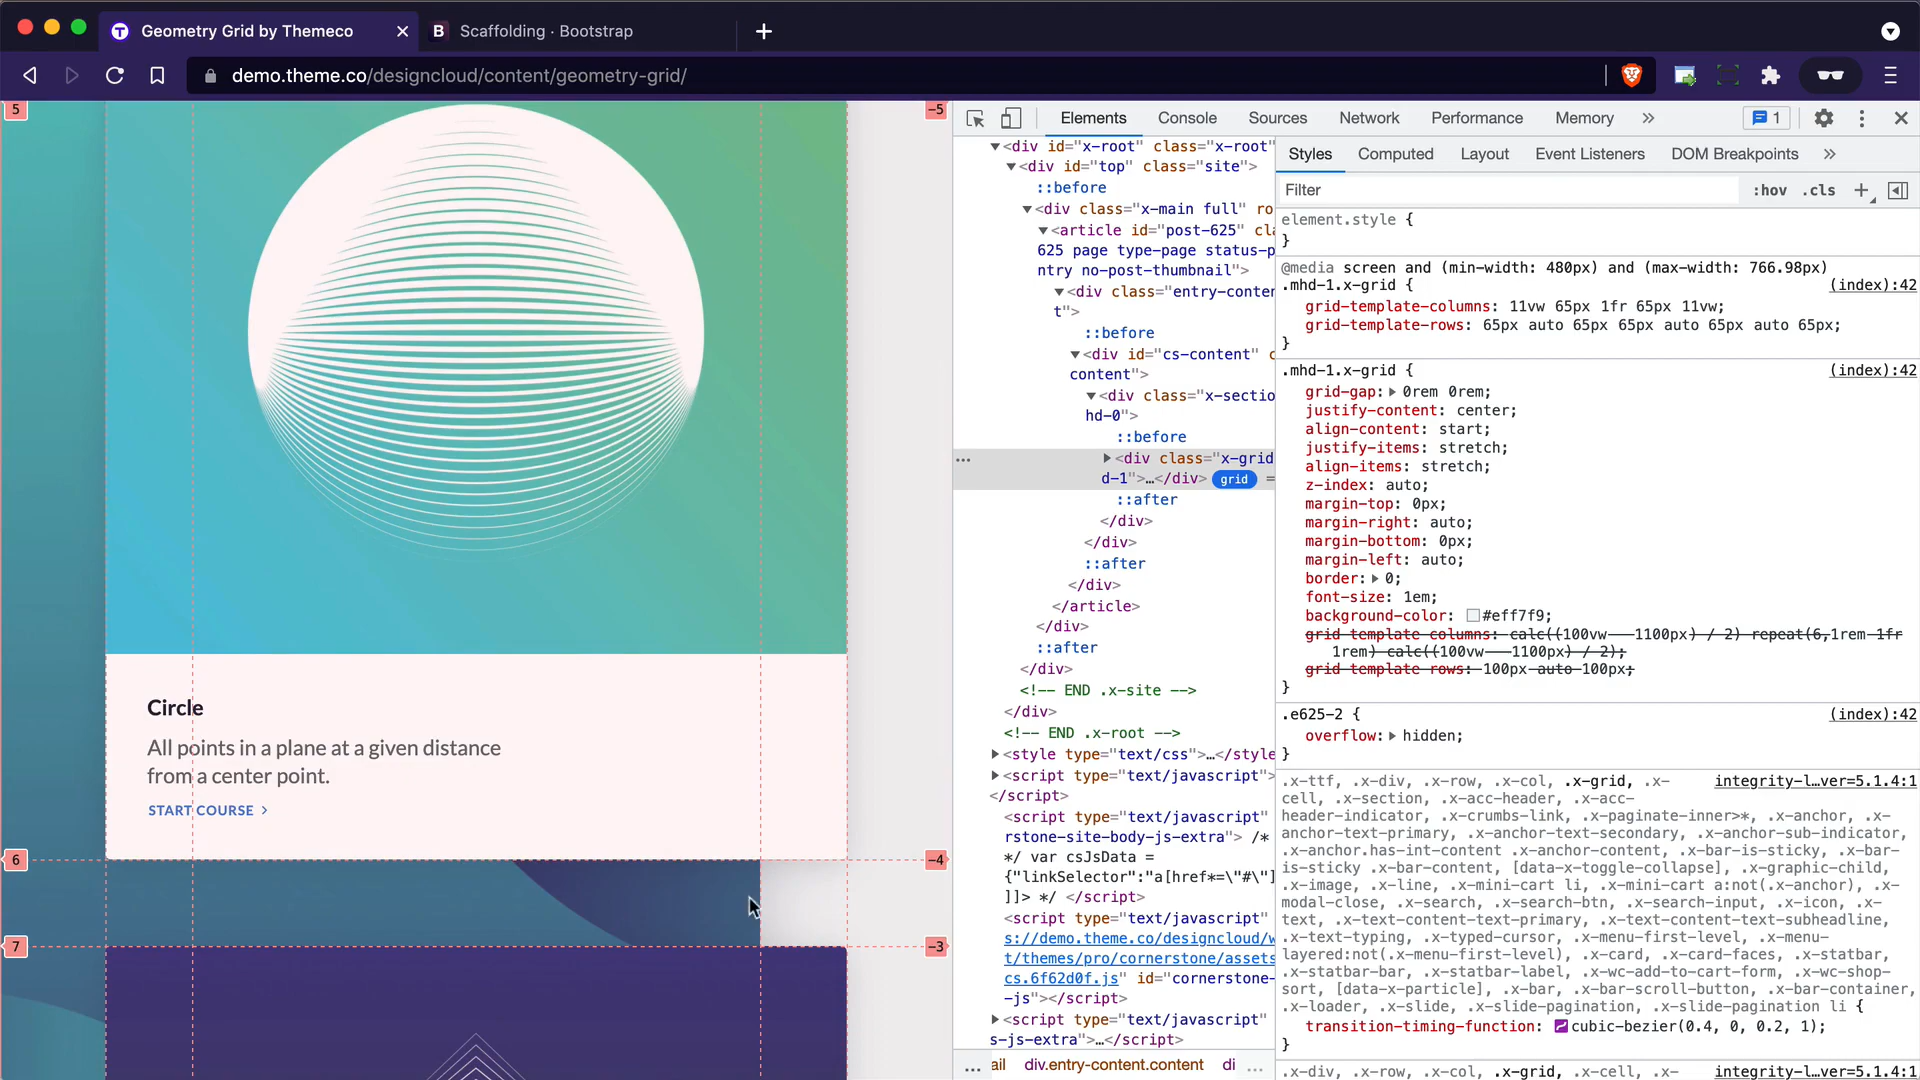 Geometry Grid by Themeco
Scaffolding · Bootstrap
demo.theme.co/designcloud/content/geometry-grid/
5
-5
Circle
All points in a plane at a given distance
from a center point.
START COURSE >
6
-4
7
-3
Elements
Console
Sources
Network
Performance
Memory
»
1
▼<div id="x-root" class="x-root"
▼<div id="top" class="site">
::before
▼<div class="x-main full" ro
▼<article id="post-625" cla
625 page type-page status-p
ntry no-post-thumbnail">
▼<div class="entry-conten
t">
::before
▼<div id="cs-content" c
content">
▼<div class="x-sectio
hd-0">
::before
… ▶<div class="x-grid
d-1">…</div> grid =
::after
</div>
</div>
::after
</div>
</article>
</div>
::after
</div>
<!-- END .x-site -->
</div>
<!-- END .x-root -->
▶<style type="text/css">…</style
▶<script type="text/javascript"
></script>
<script type="text/javascript"
rstone-site-body-js-extra"> /*
*/ var csJsData =
{"linkSelector":"a[href*=\"#\"]
]]> */ </script>
<script type="text/javascript"
s://demo.theme.co/designcloud/w
t/themes/pro/cornerstone/assets
cs.6f62d0f.js" id="cornerstone-
-js"></script>
▶<script type="text/javascript"
s-js-extra">…</script>
… ail div.entry-content.content di …
Styles
Computed
Layout
Event Listeners
DOM Breakpoints
»
Filter
:hov .cls +
element.style {
}
@media screen and (min-width: 480px) and (max-width: 766.98px)
.mhd-1.x-grid { (index):42
grid-template-columns: 11vw 65px 1fr 65px 11vw;
grid-template-rows: 65px auto 65px 65px auto 65px auto 65px;
}
.mhd-1.x-grid { (index):42
grid-gap:▶ 0rem 0rem;
justify-content: center;
align-content: start;
justify-items: stretch;
align-items: stretch;
z-index: auto;
margin-top: 0px;
margin-right: auto;
margin-bottom: 0px;
margin-left: auto;
border:▶ 0;
font-size: 1em;
background-color: #eff7f9;
grid-template-columns: calc((100vw - 1100px) / 2) repeat(6,1rem 1fr
1rem) calc((100vw - 1100px) / 2);
grid-template-rows: 100px auto 100px;
}
.e625-2 { (index):42
overflow:▶ hidden;
}
.x-ttf, .x-div, .x-row, .x-col, .x-grid, .x- integrity-l…ver=5.1.4:1
cell, .x-section, .x-acc-header, .x-acc-
header-indicator, .x-crumbs-link, .x-paginate-inner>*, .x-anchor, .x-
anchor-text-primary, .x-anchor-text-secondary, .x-anchor-sub-indicator,
.x-anchor.has-int-content .x-anchor-content, .x-bar-is-sticky, .x-bar-
is-sticky .x-bar-content, [data-x-toggle-collapse], .x-graphic-child,
.x-image, .x-line, .x-mini-cart li, .x-mini-cart a:not(.x-anchor), .x-
modal-close, .x-search, .x-search-btn, .x-search-input, .x-icon, .x-
text, .x-text-content-text-primary, .x-text-content-text-subheadline,
.x-text-typing, .x-typed-cursor, .x-menu-first-level, .x-menu-
layered:not(.x-menu-first-level), .x-card, .x-card-faces, .x-statbar,
.x-statbar-bar, .x-statbar-label, .x-wc-add-to-cart-form, .x-wc-shop-
sort, [data-x-particle], .x-bar, .x-bar-scroll-button, .x-bar-container,
.x-loader, .x-slide, .x-slide-pagination, .x-slide-pagination li {
transition-timing-function: cubic-bezier(0.4, 0, 0.2, 1);
}
.x-div, .x-row, .x-col, .x-grid, .x-cell, .x- integrity-l…ver=5.1.4:1